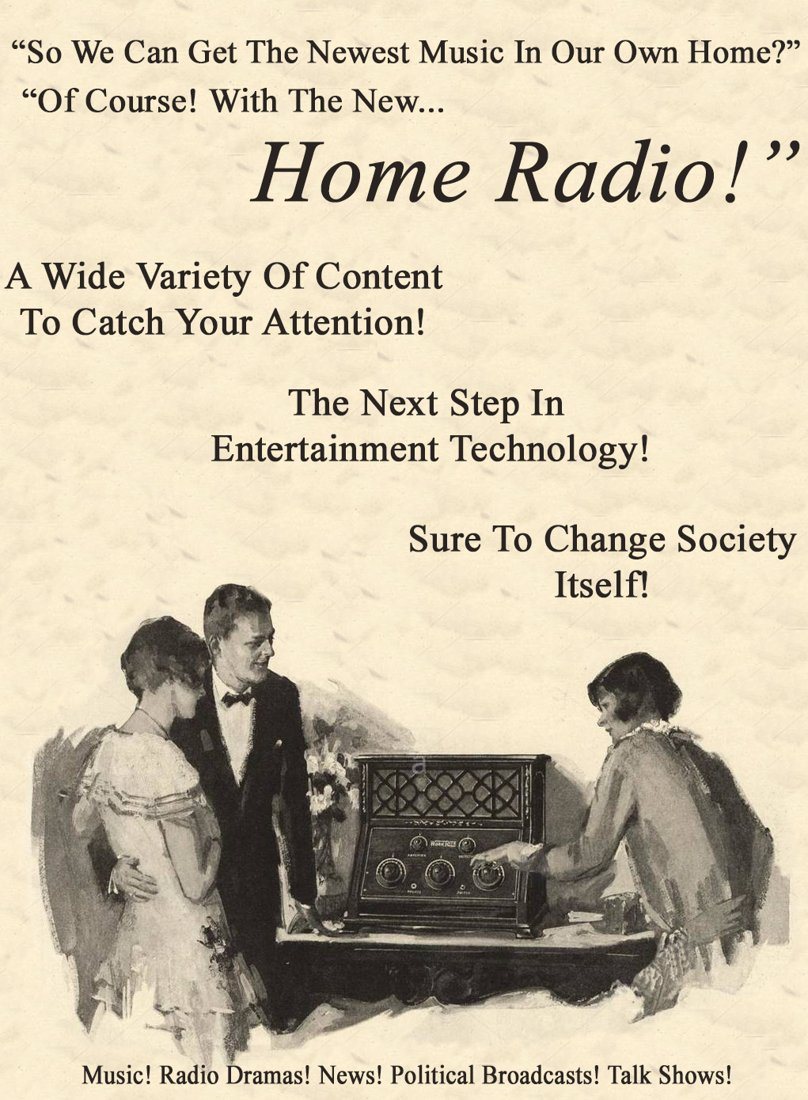 “So We Can Get The Newest Music In Our Own Home?”
“Of Course! With The New...
Home Radio!”
A Wide Variety Of Content
To Catch Your Attention!
The Next Step In
Entertainment Technology!
Sure To Change Society
Itself!
Music! Radio Dramas! News! Political Broadcasts! Talk Shows!